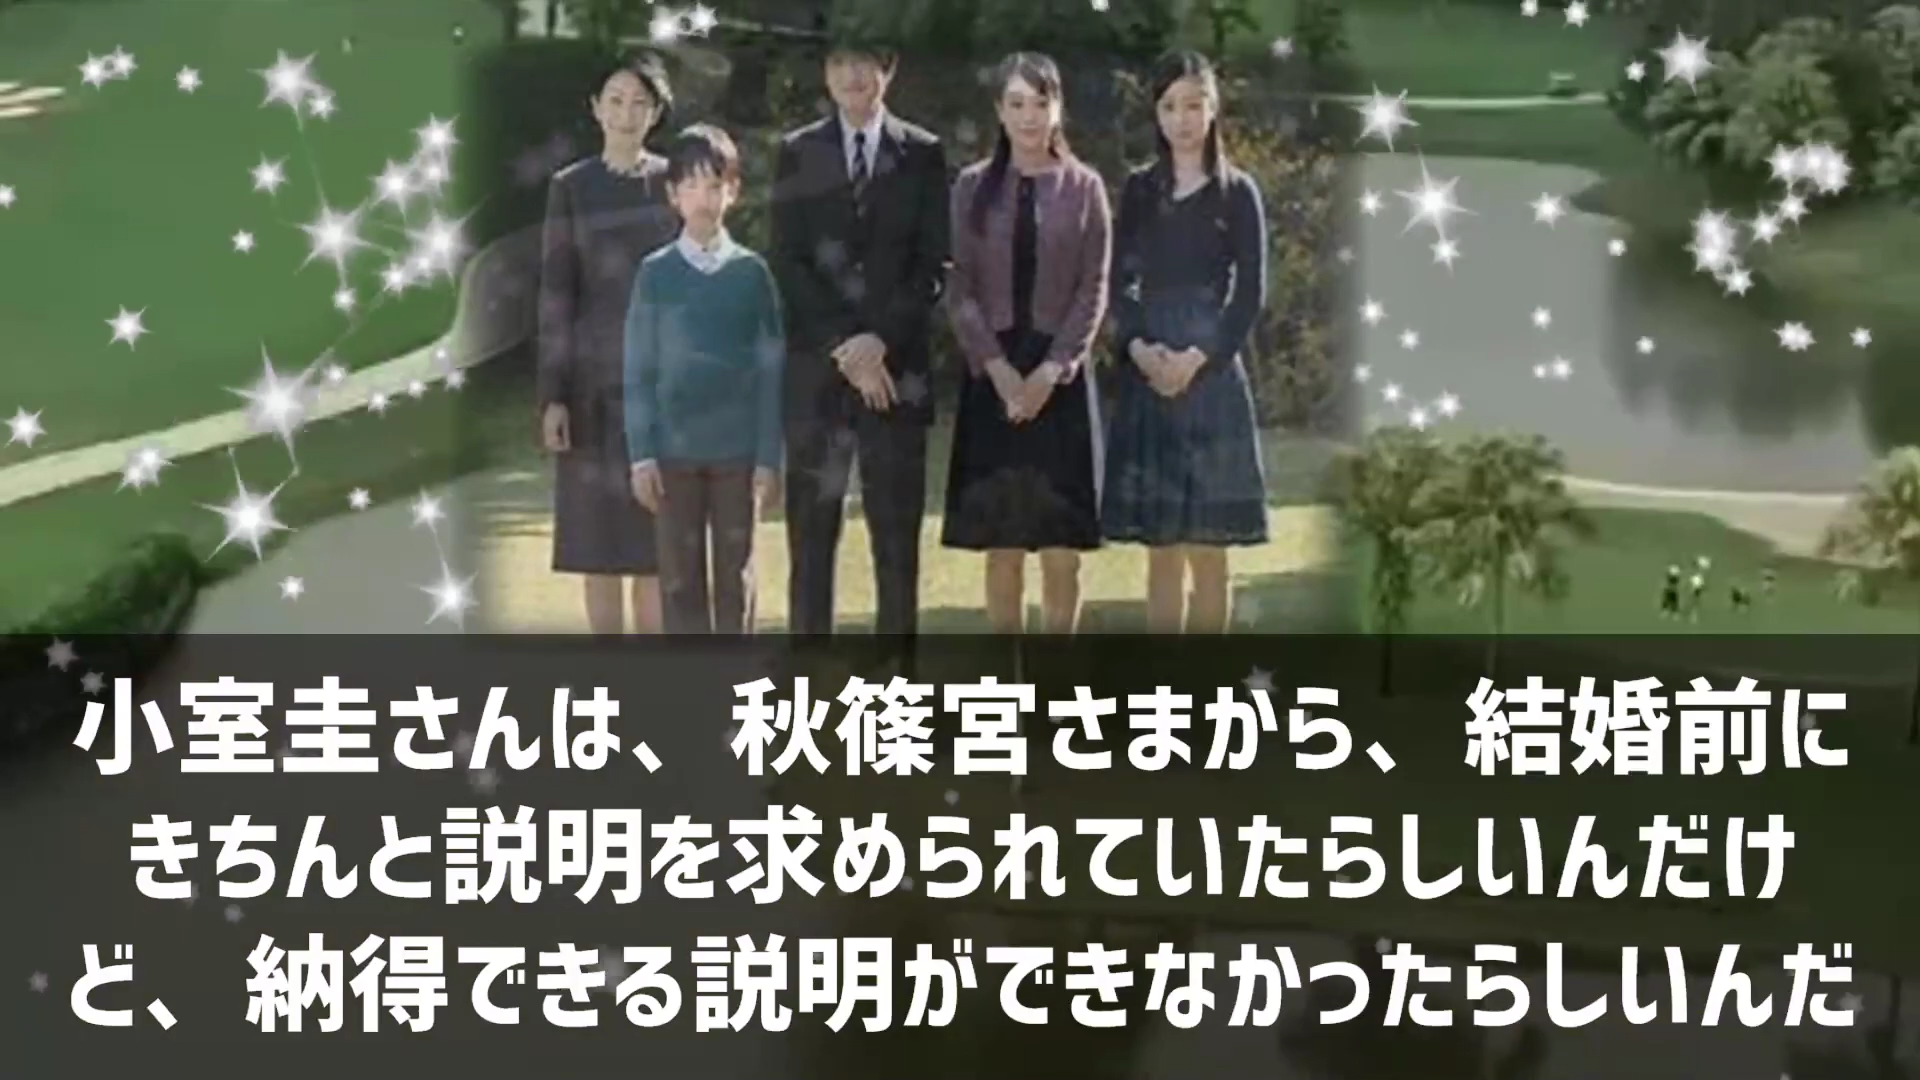 小室圭さんは、秋篠宮さまから、結婚前に
きちんと説明を求められていたらしいんだけ
ど、納得できる説明ができなかったらしいんだ